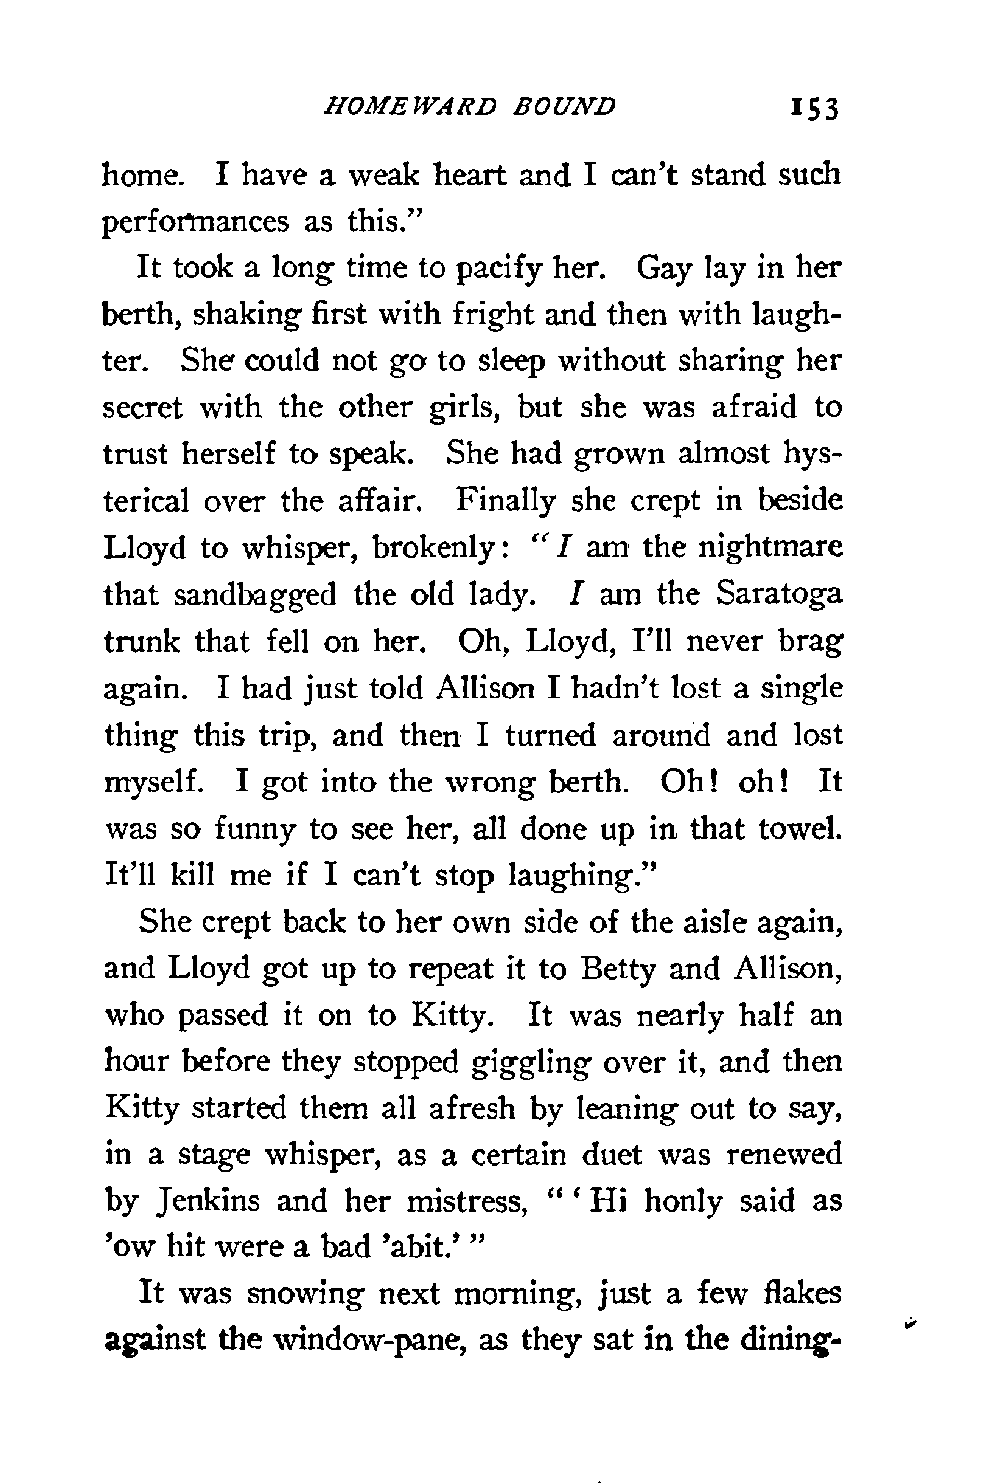 HOMEWARD BOUND 153
home. I have a weak heart and I can't stand such
performances as this."
It took a long time to pacify her. Gay lay in her
berth, shaking first with fright and then with laugh-
ter. She could not go to sleep without sharing her
secret with the other girls, but she was afraid to
trust herself to speak. She had grown almost hys-
terical over the affair. Finally she crept in beside
Lloyd to whisper, brokenly: "I am the nightmare
that sandbagged the old lady. I am the Saratoga
trunk that fell on her. Oh, Lloyd, I'll never brag
again. I had just told Allison I hadn't lost a single
thing this trip, and then I turned around and lost
myself. I got into the wrong berth. Oh! oh! It
was so funny to see her, all done up in that towel.
It'll kill me if I can't stop laughing."
She crept back to her own side of the aisle again,
and Lloyd got up to repeat it to Betty and Allison,
who passed it on to Kitty. It was nearly half an
hour before they stopped giggling over it, and then
Kitty started them all afresh by leaning out to say,
in a stage whisper, as a certain duet was renewed
by Jenkins and her mistress, "'Hi honly said as
'ow hit were a bad 'abit.'"
It was snowing next morning, just a few flakes
against the window-pane, as they sat in the dining-